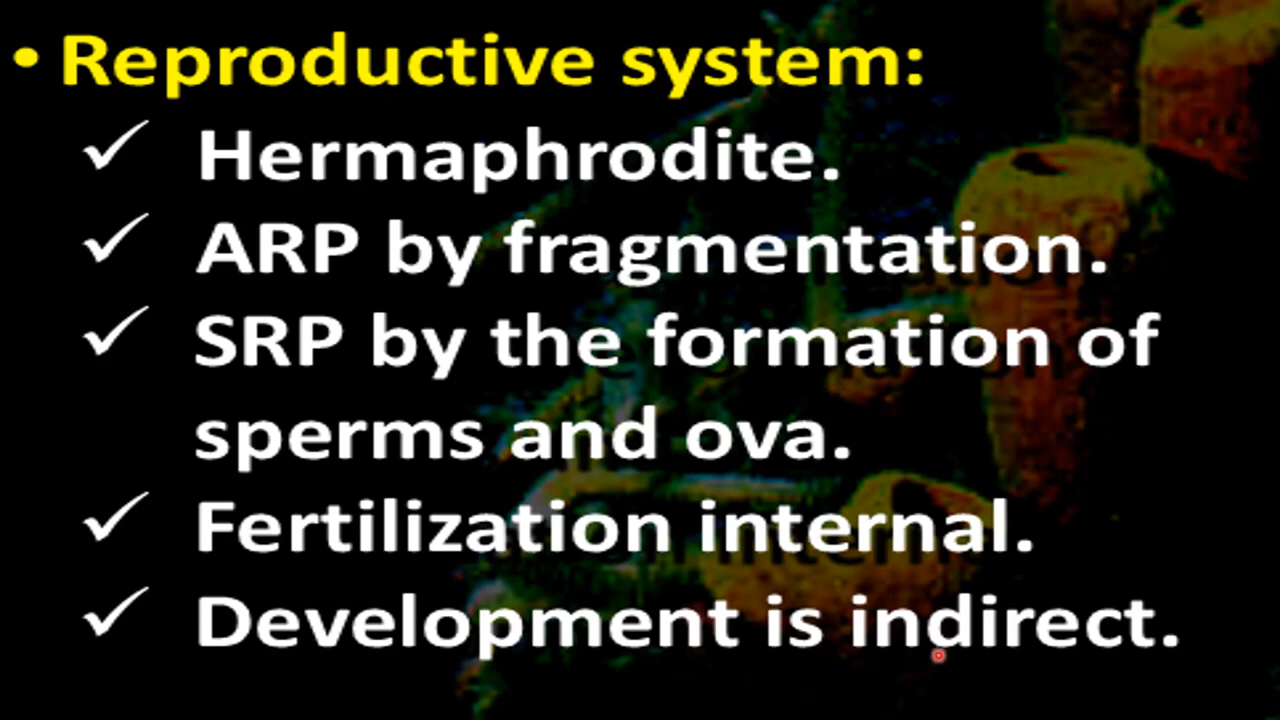 • Reproductive system:
✓ Hermaphrodite.
✓ ARP by fragmentation.
✓ SRP by the formation of
sperms and ova.
✓ Fertilization internal.
✓ Development is indirect.